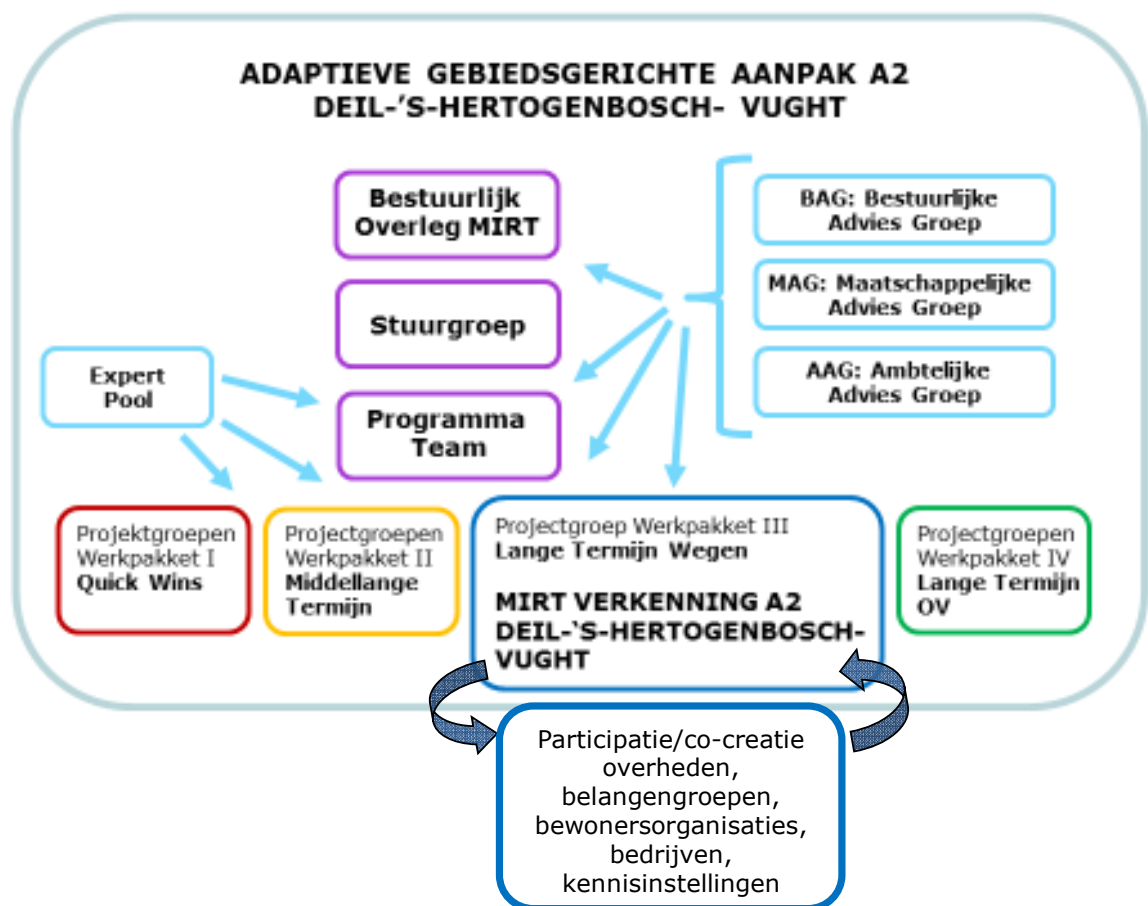 ADAPTIEVE GEBIEDSGERICHTE AANPAK A2
DEIL-'S-HERTOGENBOSCH- VUGHT
Bestuurlijk
Overleg MIRT
Stuurgroep
Programma
Team
BAG: Bestuurlijke
Advies Groep
MAG: Maatschappelijke
Advies Groep
AAG: Ambtelijke
Advies Groep
Expert
Pool
Projektgroepen
Werkpakket I
Quick Wins
Projectgroepen
Werkpakket II
Middellange
Termijn
Projectgroep Werkpakket III
Lange Termijn Wegen
MIRT VERKENNING A2
DEIL-‘S-HERTOGENBOSCH-
VUGHT
Projectgroepen
Werkpakket IV
Lange Termijn
OV
Participatie/co-creatie
overheden,
belangengroepen,
bewonersorganisaties,
bedrijven,
kennisinstellingen